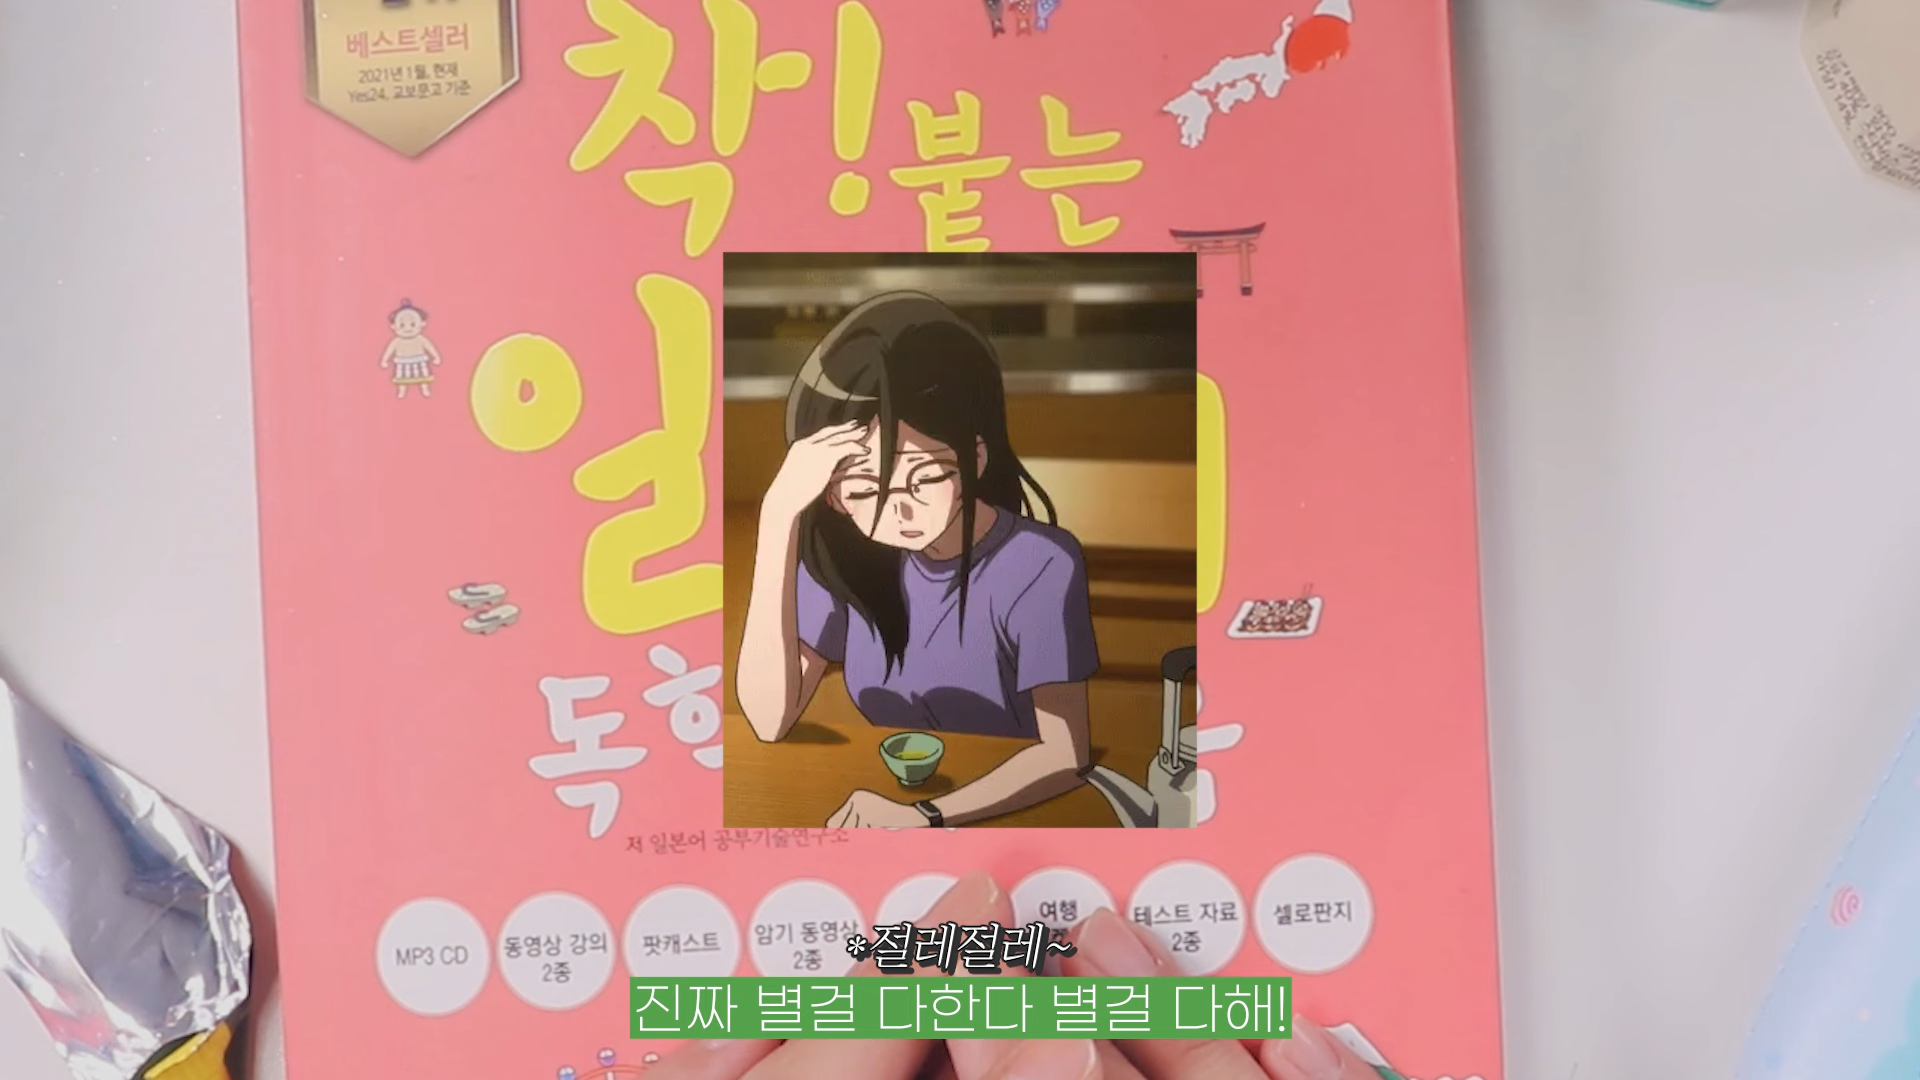 베스트셀러
2021년 1월, 현재
Yes24, 교보문고 기준
착! 붙는
일
독학
저 일본어 공부기술연구소
MP3 CD
동영상 강의
2종
팟캐스트
암기 동영상
2종
여행
테스트 자료
2종
셀로판지
*절레절레~
진짜 별걸 다한다 별걸 다해!